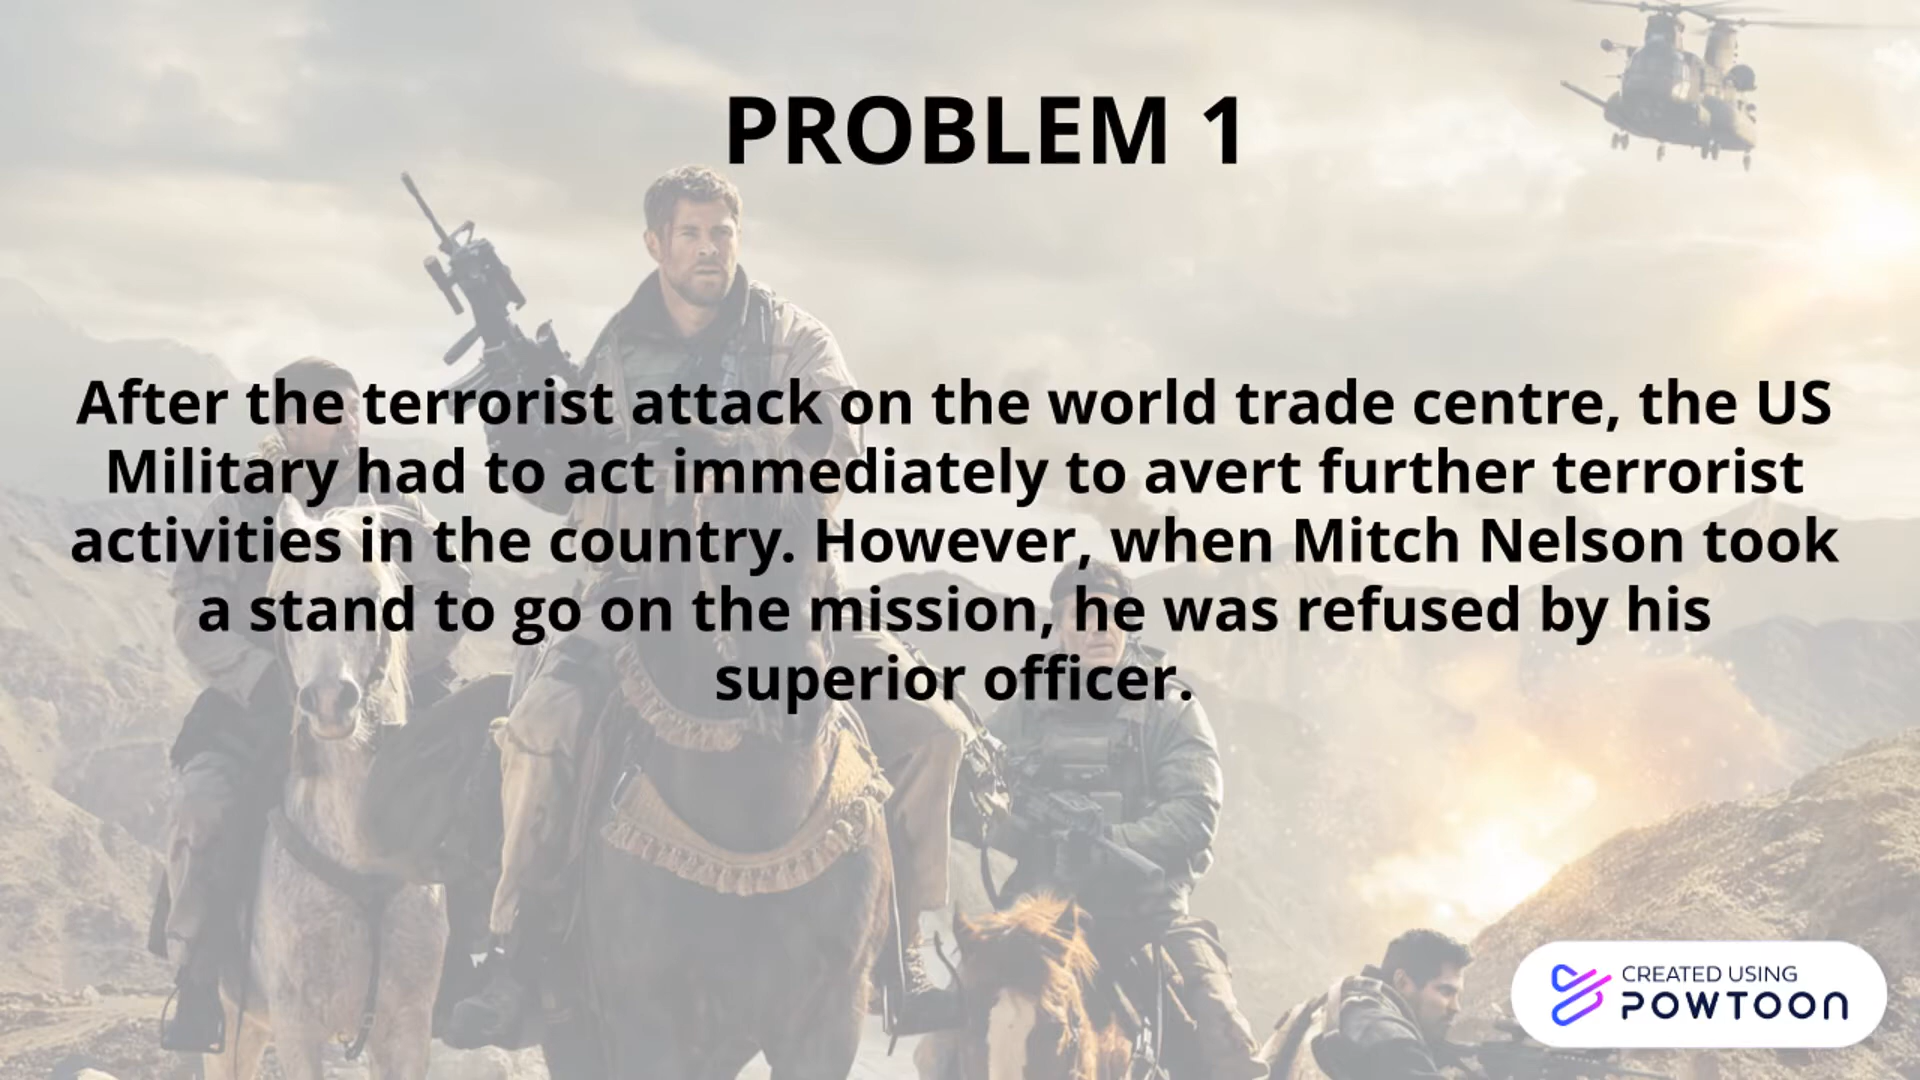 PROBLEM 1
After the terrorist attack on the world trade centre, the US
Military had to act immediately to avert further terrorist
activities in the country. However, when Mitch Nelson took
a stand to go on the mission, he was refused by his
superior officer.
CREATED USING
POWTOON